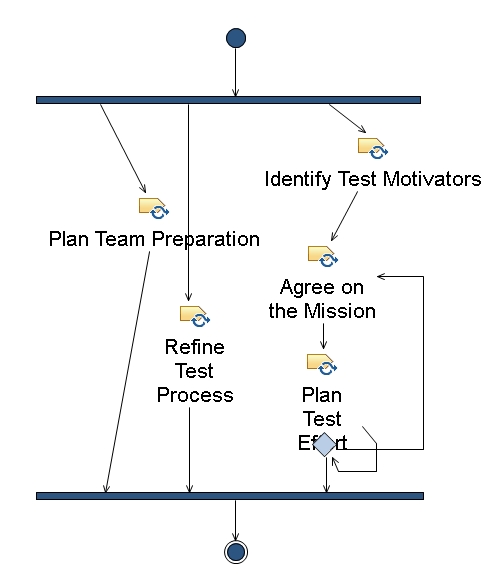 Identify Test Motivators
Plan Team Preparation
Agree on
the Mission
Refine
Test
Process
Plan
Test
Effort